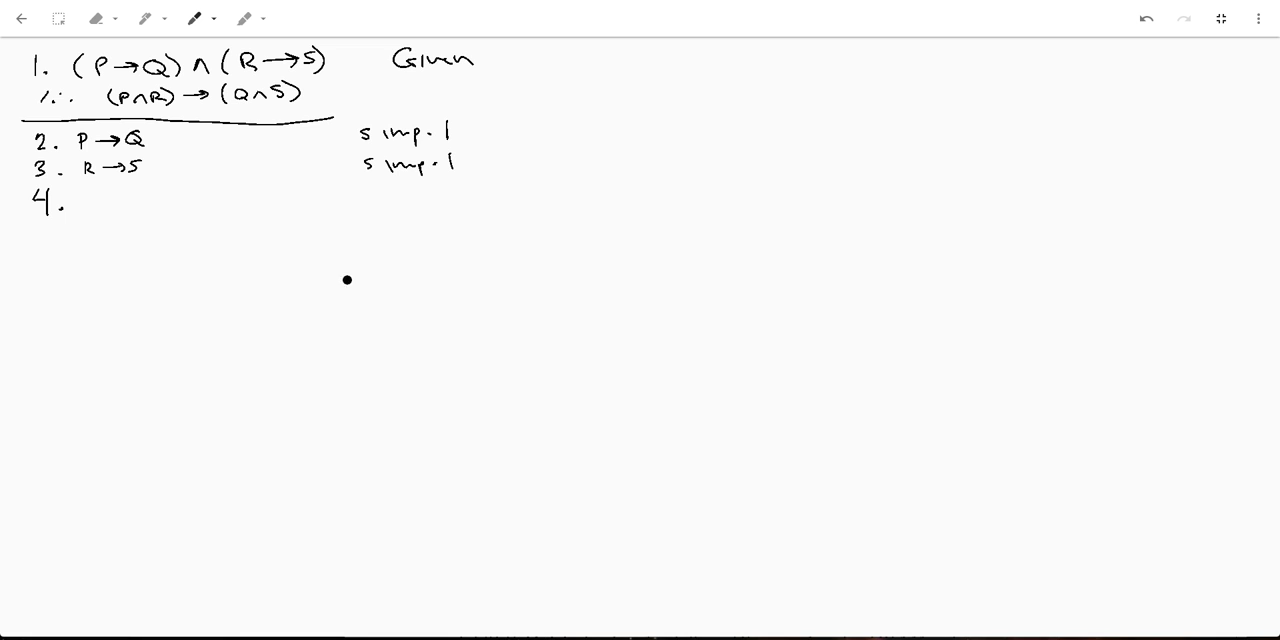 1. (P→Q) ∧ (R→S) Given
/∴ (P∧R) → (Q∧S)
2. P→Q simp. 1
3. R→S simp. 1
4.